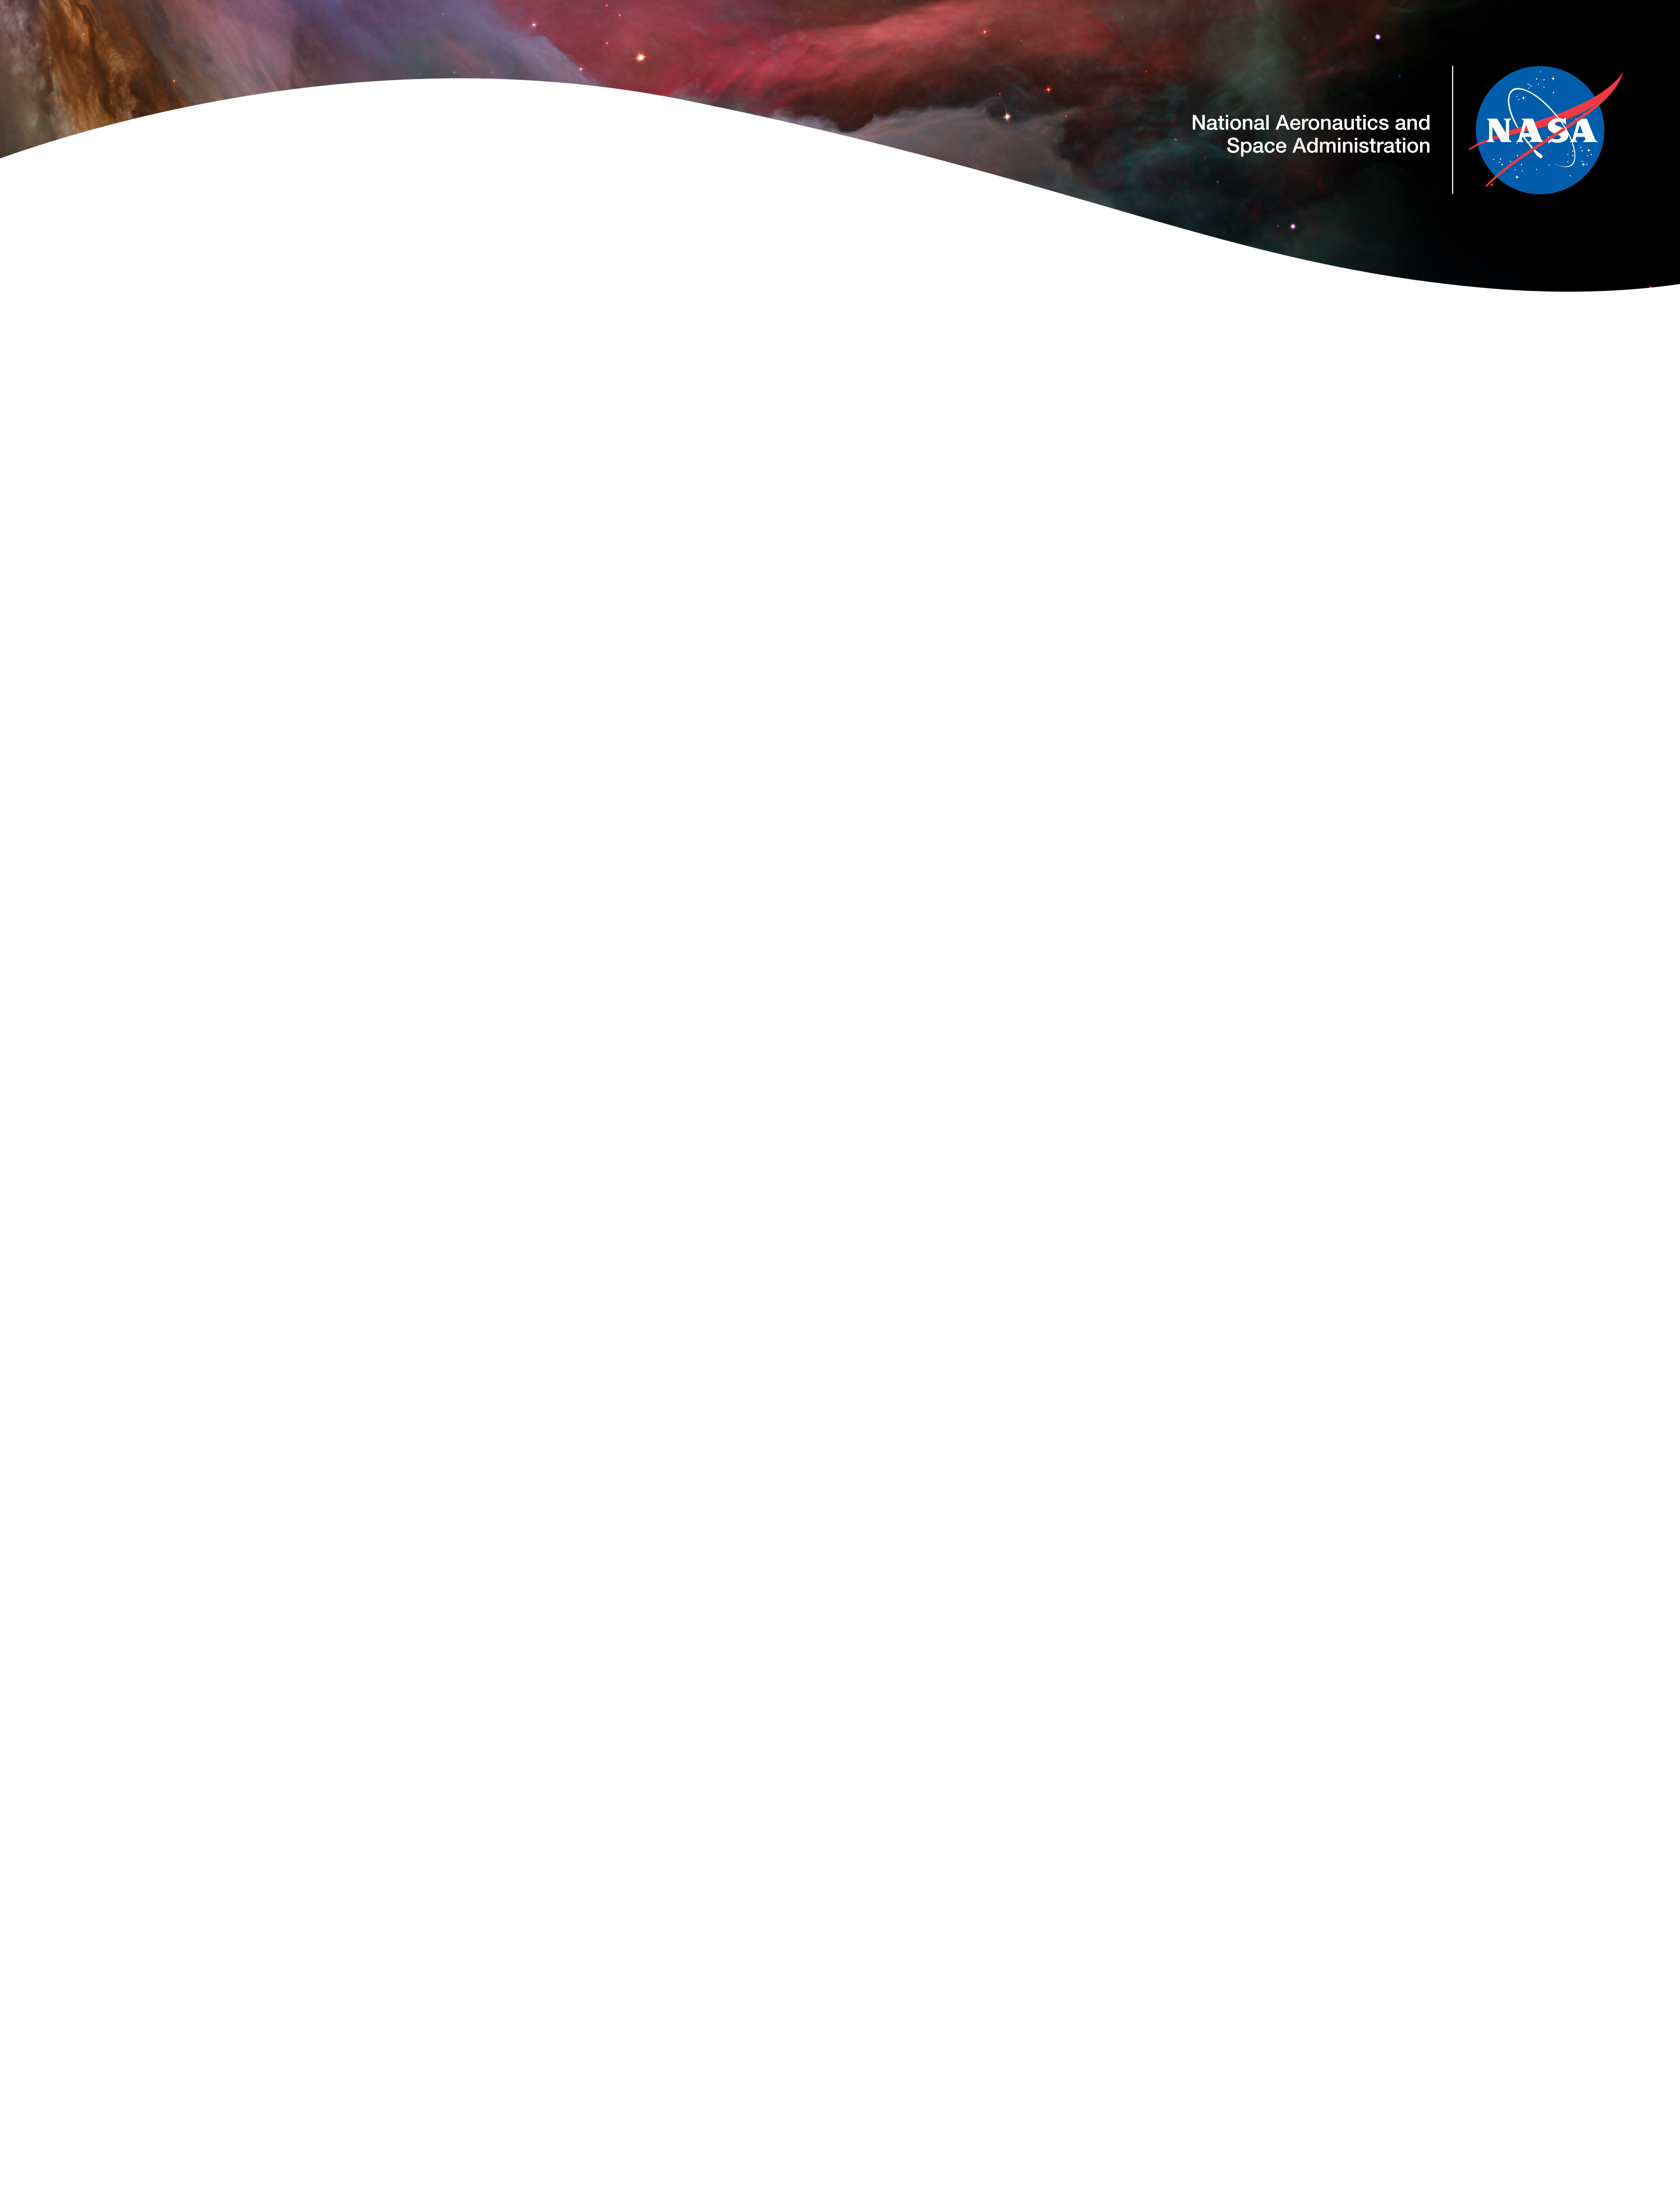 National Aeronautics and
Space Administration
NASA